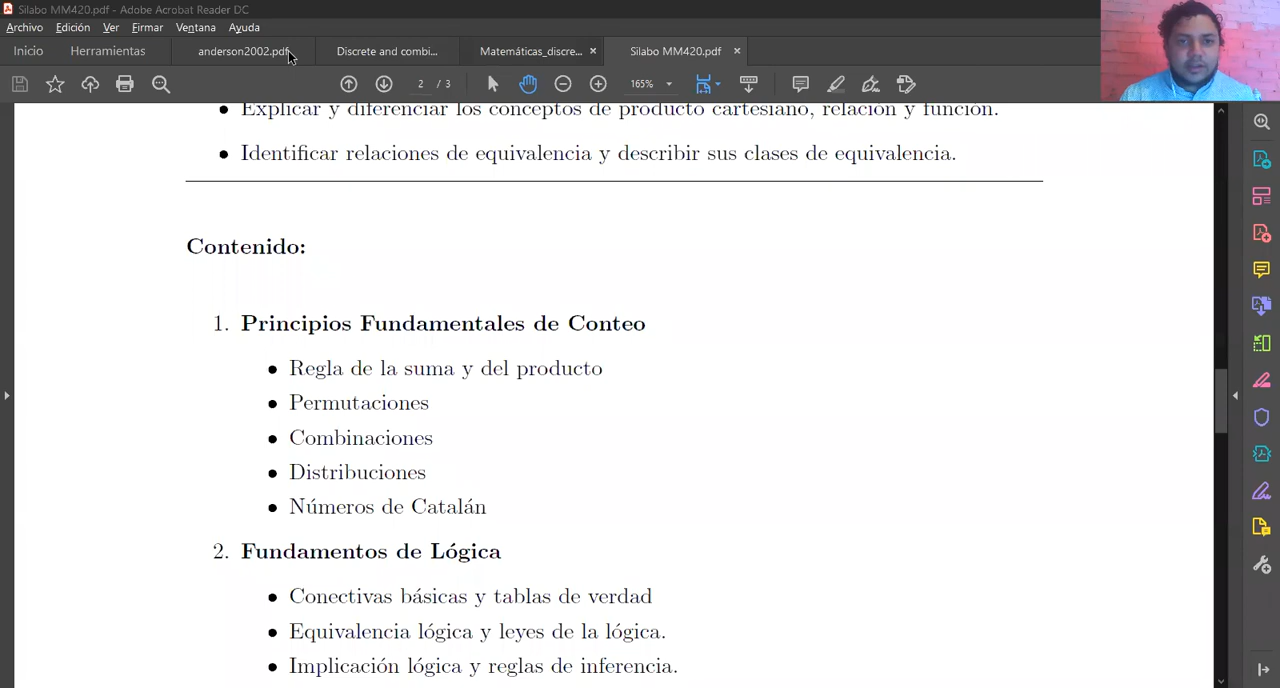 Silabo MM420.pdf - Adobe Acrobat Reader DC
Archivo Edición Ver Firmar Ventana Ayuda
Inicio Herramientas anderson2002.pdf Discrete and combi... Matemáticas_discre... × Silabo MM420.pdf ×
2 / 3 165%
• Explicar y diferenciar los conceptos de producto cartesiano, relación y función.
• Identificar relaciones de equivalencia y describir sus clases de equivalencia.
Contenido:
1. Principios Fundamentales de Conteo
• Regla de la suma y del producto
• Permutaciones
• Combinaciones
• Distribuciones
• Números de Catalán
2. Fundamentos de Lógica
• Conectivas básicas y tablas de verdad
• Equivalencia lógica y leyes de la lógica.
• Implicación lógica y reglas de inferencia.